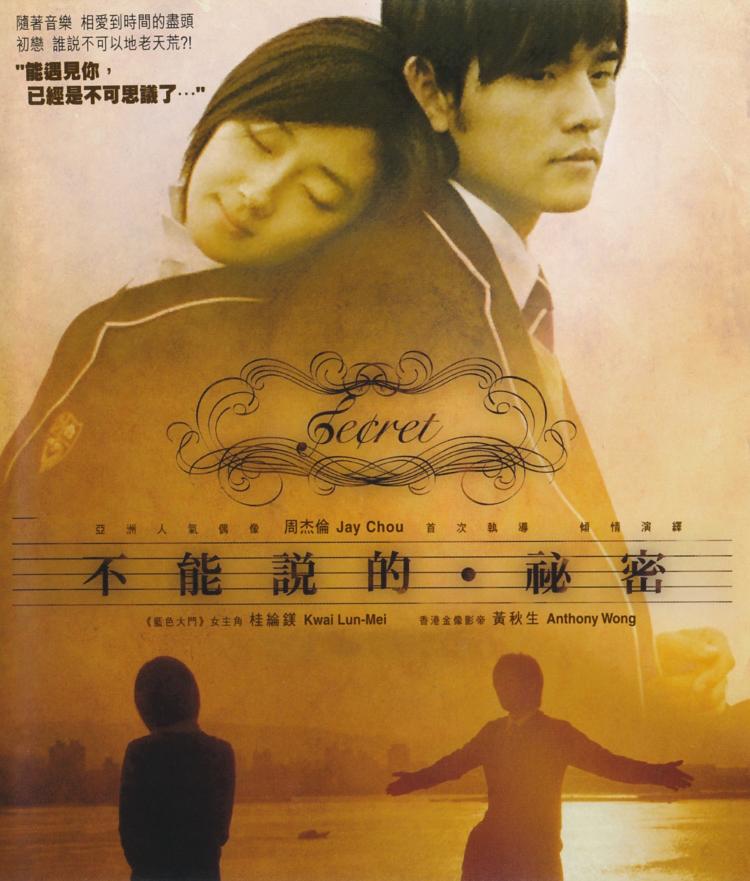 隨著音樂 相愛到時間的盡頭
初戀 誰説不可以地老天荒?!
"能遇見你，
已經是不可思議了…"
Secret
亞洲人氣偶像 周杰倫 Jay Chou 首次執導 傾情演繹
不能説的·祕密
《藍色大門》女主角 桂綸鎂 Kwai Lun-Mei 香港金像影帝 黃秋生 Anthony Wong